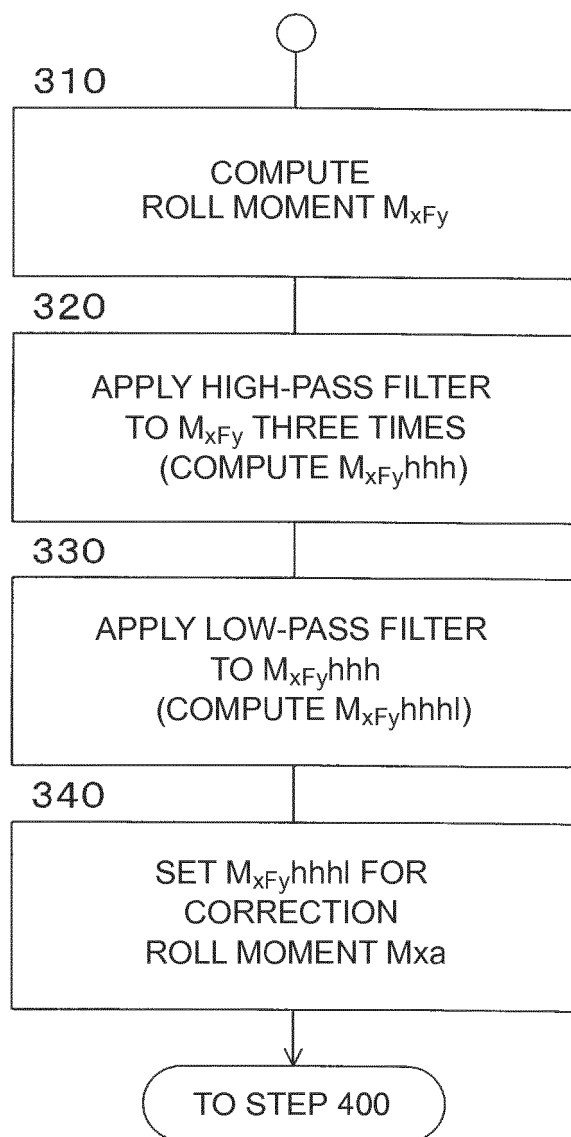 310
COMPUTE
ROLL MOMENT MxFy
320
APPLY HIGH-PASS FILTER
TO MxFy THREE TIMES
(COMPUTE MxFyhhh)
330
APPLY LOW-PASS FILTER
TO MxFyhhh
(COMPUTE MxFyhhhl)
340
SET MxFyhhhl FOR
CORRECTION
ROLL MOMENT Mxa
TO STEP 400